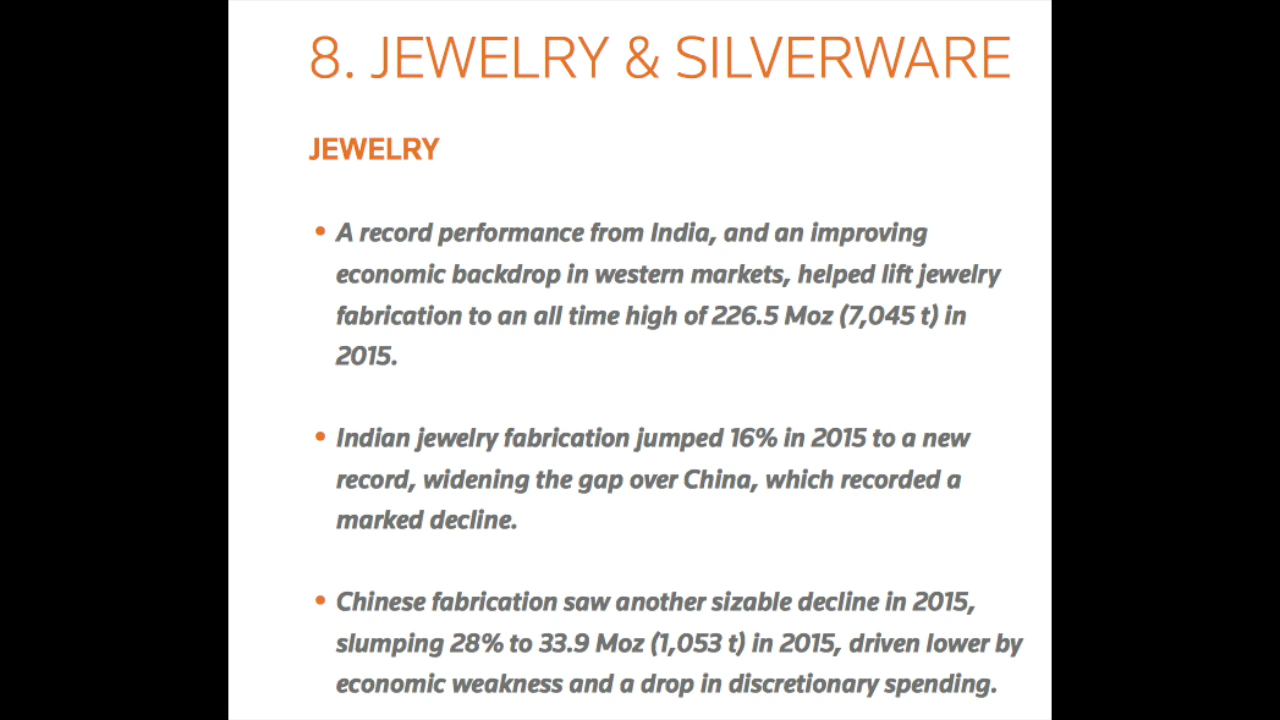 8. JEWELRY & SILVERWARE
JEWELRY
• A record performance from India, and an improving
economic backdrop in western markets, helped lift jewelry
fabrication to an all time high of 226.5 Moz (7,045 t) in
2015.
• Indian jewelry fabrication jumped 16% in 2015 to a new
record, widening the gap over China, which recorded a
marked decline.
• Chinese fabrication saw another sizable decline in 2015,
slumping 28% to 33.9 Moz (1,053 t) in 2015, driven lower by
economic weakness and a drop in discretionary spending.